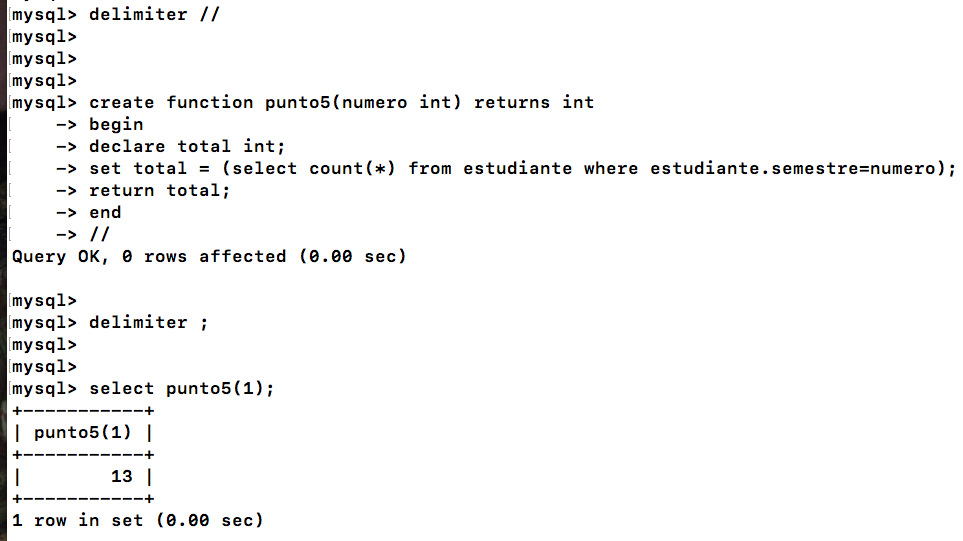 mysql> delimiter //
mysql>
mysql>
mysql>
mysql> create function punto5(numero int) returns int
    -> begin
    -> declare total int;
    -> set total = (select count(*) from estudiante where estudiante.semestre=numero);
    -> return total;
    -> end
    -> //
Query OK, 0 rows affected (0.00 sec)

mysql>
mysql> delimiter ;
mysql>
mysql>
mysql> select punto5(1);
+-----------+
| punto5(1) |
+-----------+
|        13 |
+-----------+
1 row in set (0.00 sec)